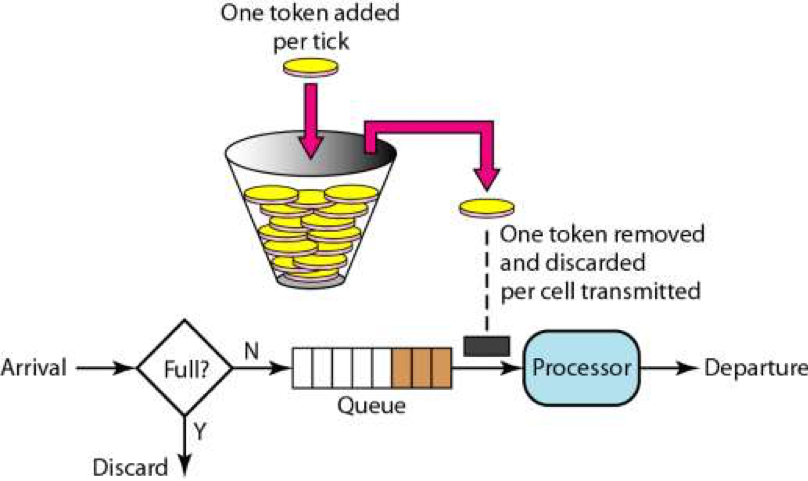 One token added
per tick
One token removed
and discarded
per cell transmitted
Arrival
Full?
N
Queue
Processor
Departure
Y
Discard